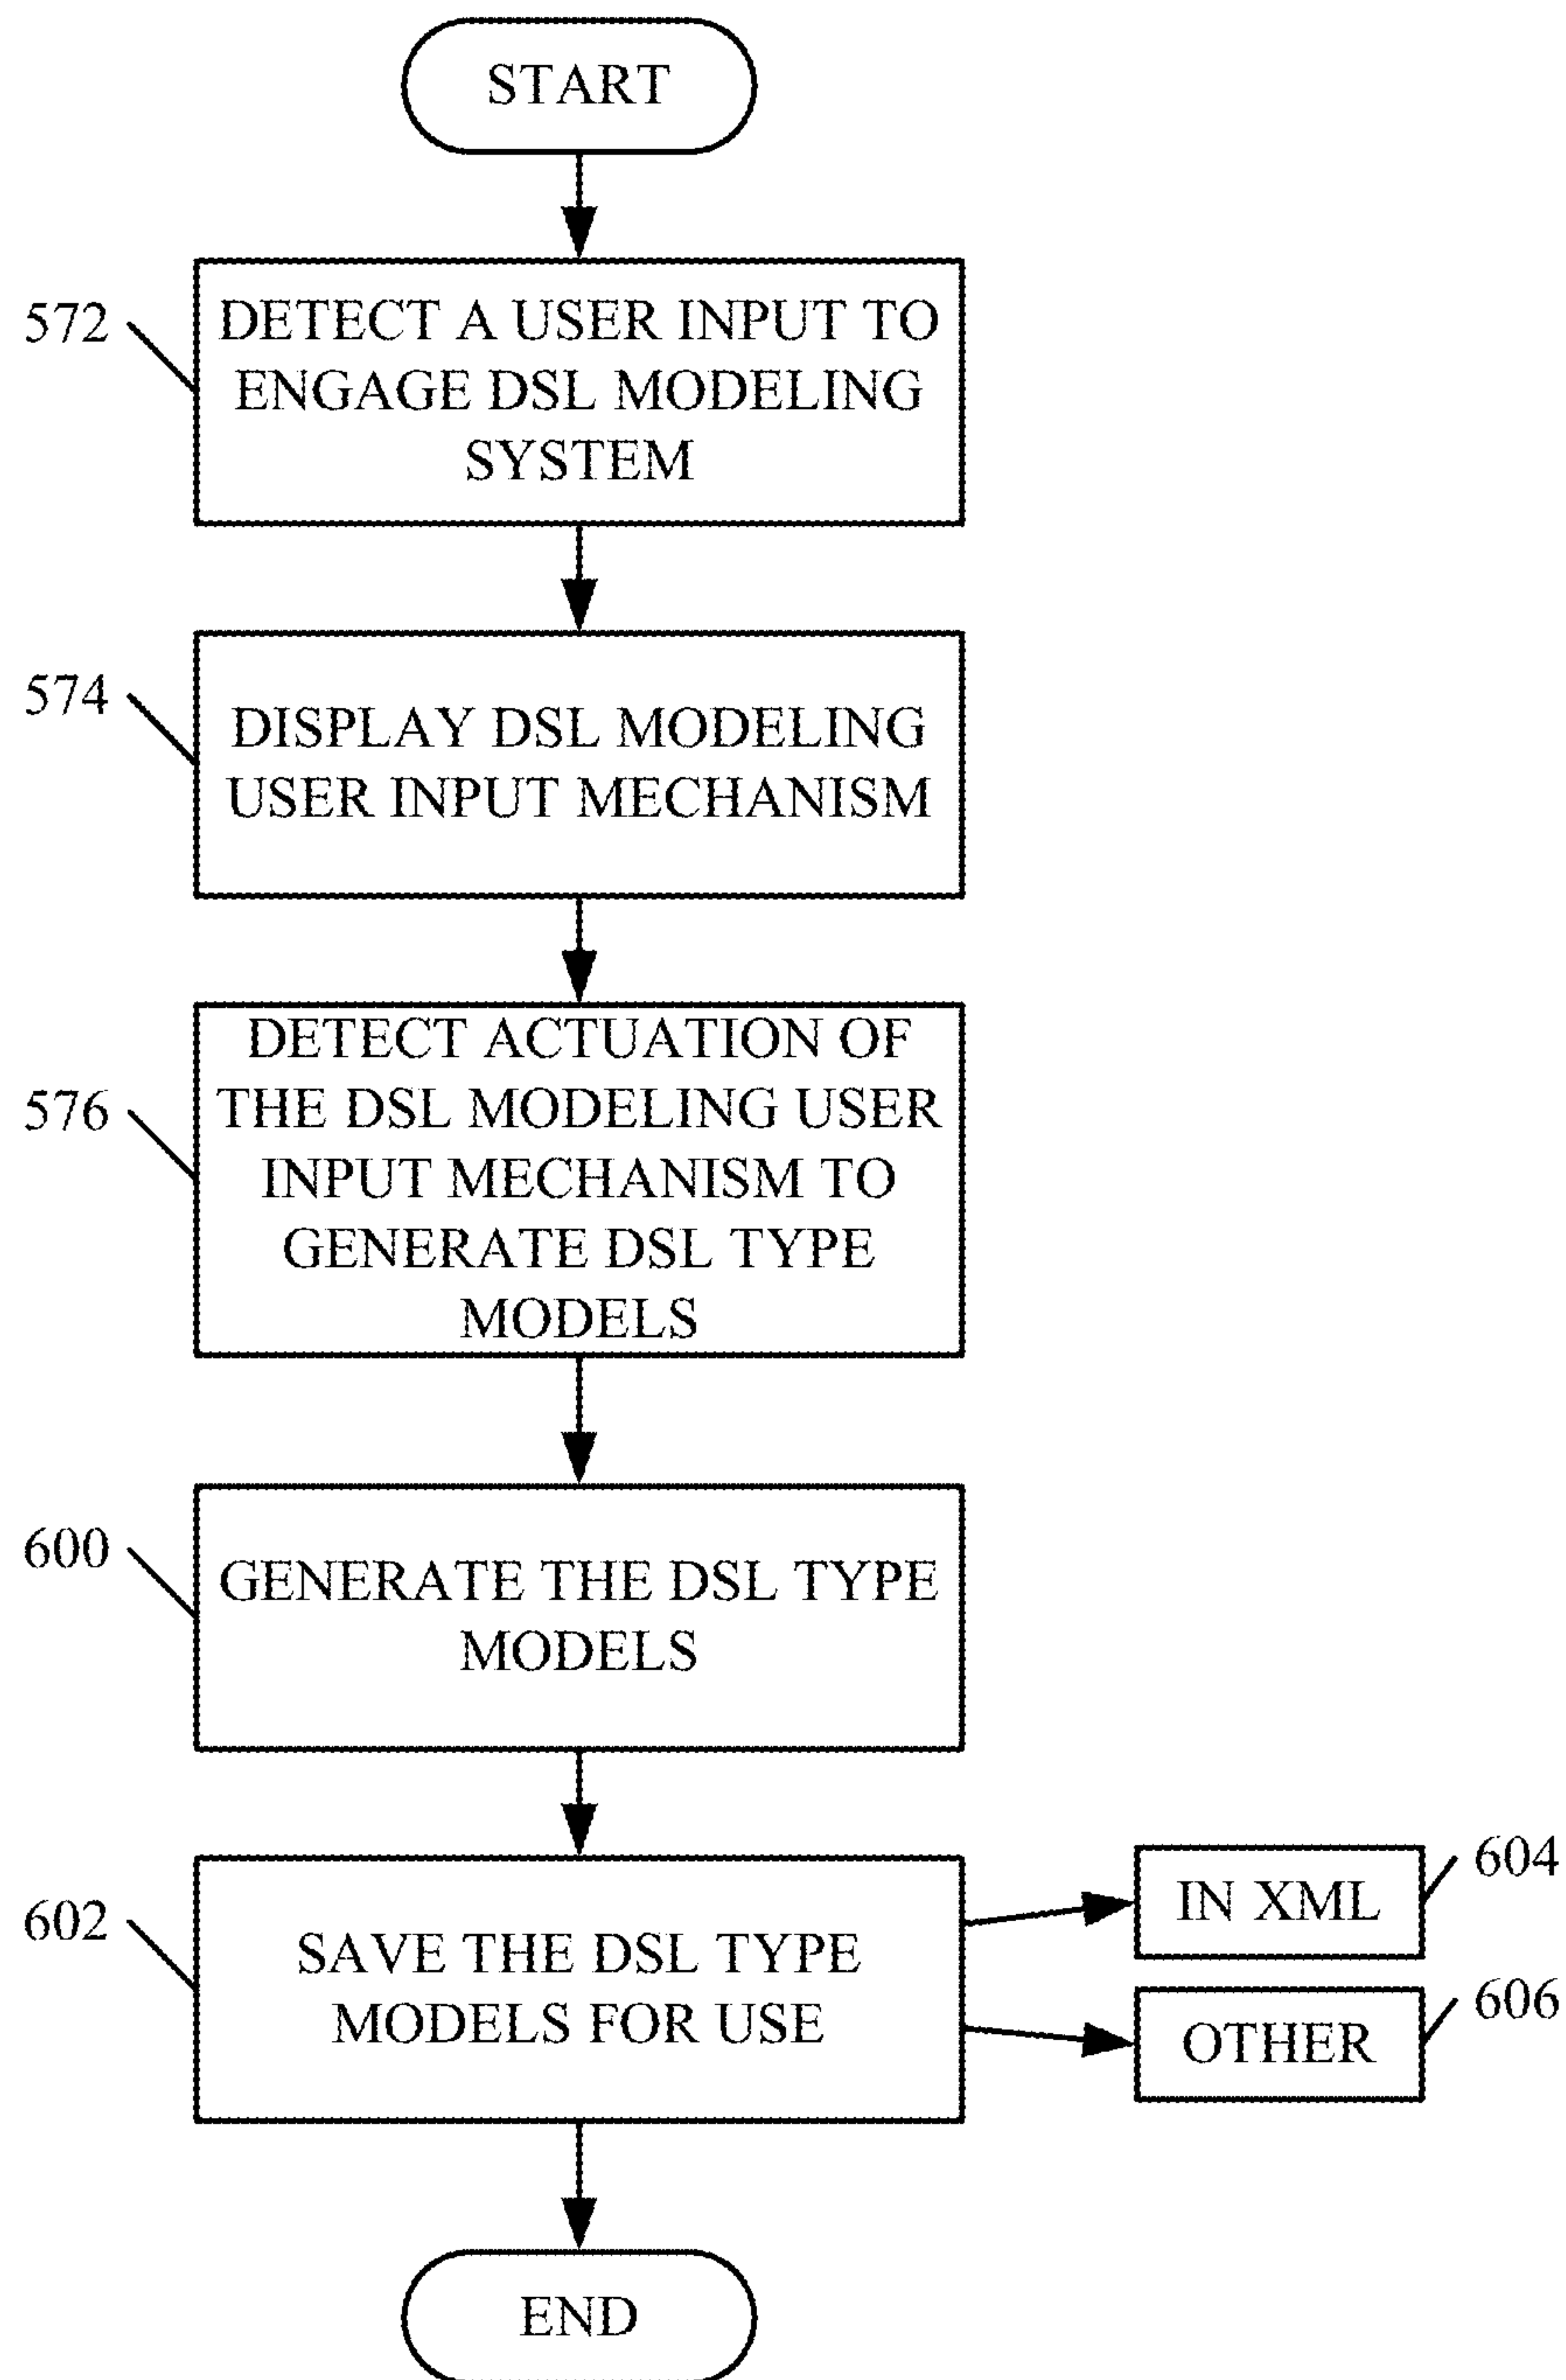 START
572
DETECT A USER INPUT TO
ENGAGE DSL MODELING
SYSTEM
574
DISPLAY DSL MODELING
USER INPUT MECHANISM
576
DETECT ACTUATION OF
THE DSL MODELING USER
INPUT MECHANISM TO
GENERATE DSL TYPE
MODELS
600
GENERATE THE DSL TYPE
MODELS
602
SAVE THE DSL TYPE
MODELS FOR USE
IN XML
604
OTHER
606
END